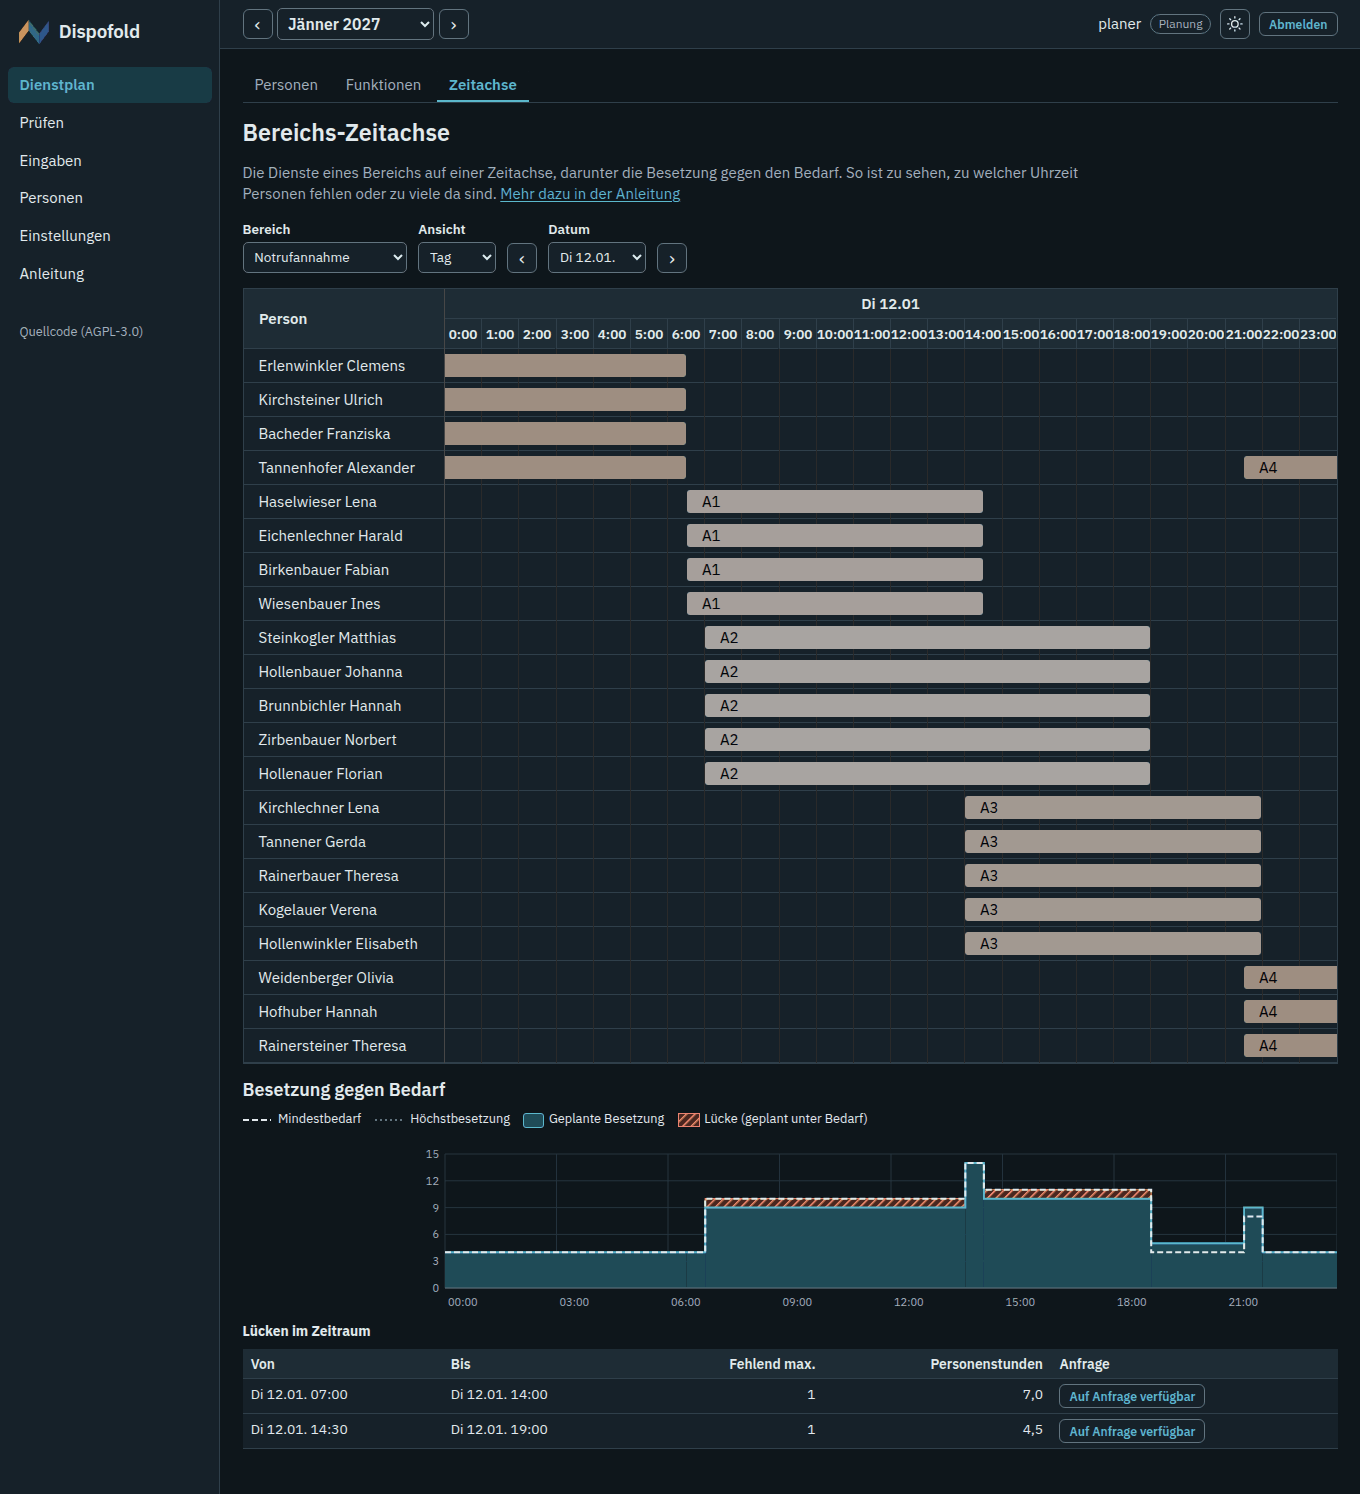 Dispofold
‹ Jänner 2027 ›
planer Planung Abmelden
Dienstplan
Prüfen
Eingaben
Personen
Einstellungen
Anleitung
Quellcode (AGPL-3.0)
Personen Funktionen Zeitachse
Bereichs-Zeitachse
Die Dienste eines Bereichs auf einer Zeitachse, darunter die Besetzung gegen den Bedarf. So ist zu sehen, zu welcher Uhrzeit
Personen fehlen oder zu viele da sind. Mehr dazu in der Anleitung
Bereich Ansicht Datum
Notrufannahme Tag ‹ Di 12.01. ›
Person Di 12.01
0:00 1:00 2:00 3:00 4:00 5:00 6:00 7:00 8:00 9:00 10:00 11:00 12:00 13:00 14:00 15:00 16:00 17:00 18:00 19:00 20:00 21:00 22:00 23:00
Erlenwinkler Clemens
Kirchsteiner Ulrich
Bacheder Franziska
Tannenhofer Alexander A4
Haselwieser Lena A1
Eichenlechner Harald A1
Birkenbauer Fabian A1
Wiesenbauer Ines A1
Steinkogler Matthias A2
Hollenbauer Johanna A2
Brunnbichler Hannah A2
Zirbenbauer Norbert A2
Hollenauer Florian A2
Kirchlechner Lena A3
Tannener Gerda A3
Rainerbauer Theresa A3
Kogelauer Verena A3
Hollenwinkler Elisabeth A3
Weidenberger Olivia A4
Hofhuber Hannah A4
Rainersteiner Theresa A4
Besetzung gegen Bedarf
Mindestbedarf Höchstbesetzung Geplante Besetzung Lücke (geplant unter Bedarf)
15
12
9
6
3
0
00:00 03:00 06:00 09:00 12:00 15:00 18:00 21:00
Lücken im Zeitraum
Von Bis Fehlend max. Personenstunden Anfrage
Di 12.01. 07:00 Di 12.01. 14:00 1 7,0 Auf Anfrage verfügbar
Di 12.01. 14:30 Di 12.01. 19:00 1 4,5 Auf Anfrage verfügbar